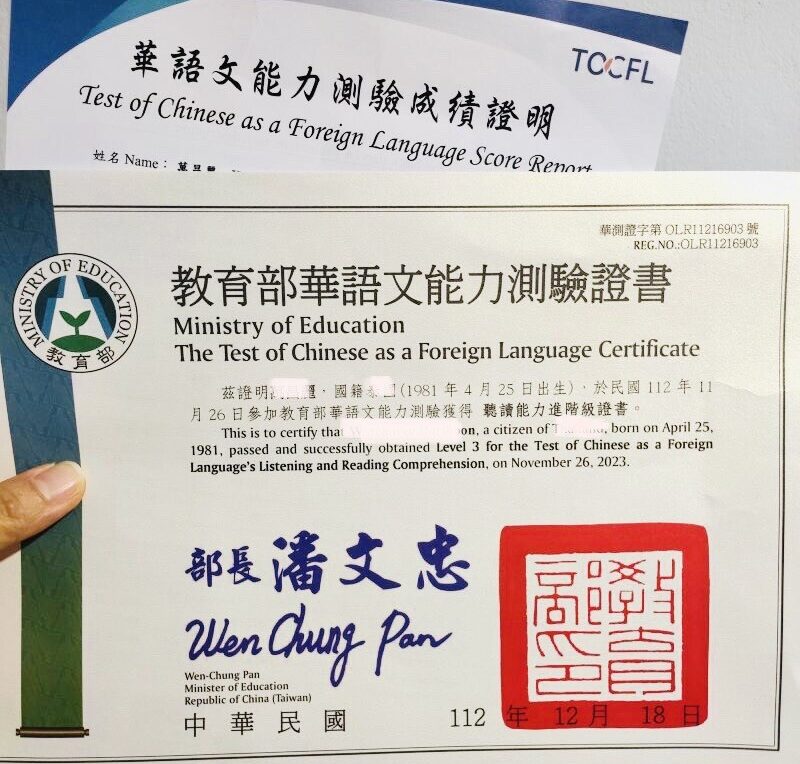 TOCFL
華語文能力測驗成績證明
Test of Chinese as a Foreign Language Score Report
姓名 Name：
華測證字第 OLR11216903 號
REG.NO.:OLR11216903
MINISTRY OF EDUCATION
教育部
教育部華語文能力測驗證書
Ministry of Education
The Test of Chinese as a Foreign Language Certificate
茲證明 國籍 (1981 年 4 月 25 日出生)，於民國 112 年 11
月 26 日參加教育部華語文能力測驗獲得 聽讀能力進階級證書。
This is to certify that on, a citizen of born on April 25,
1981, passed and successfully obtained Level 3 for the Test of Chinese as a Foreign
Language's Listening and Reading Comprehension, on November 26, 2023.
部長 潘文忠
Wen Chung Pan
Wen-Chung Pan
Minister of Education
Republic of China (Taiwan)
中華民國 112 年 12 月 18 日
教育部印